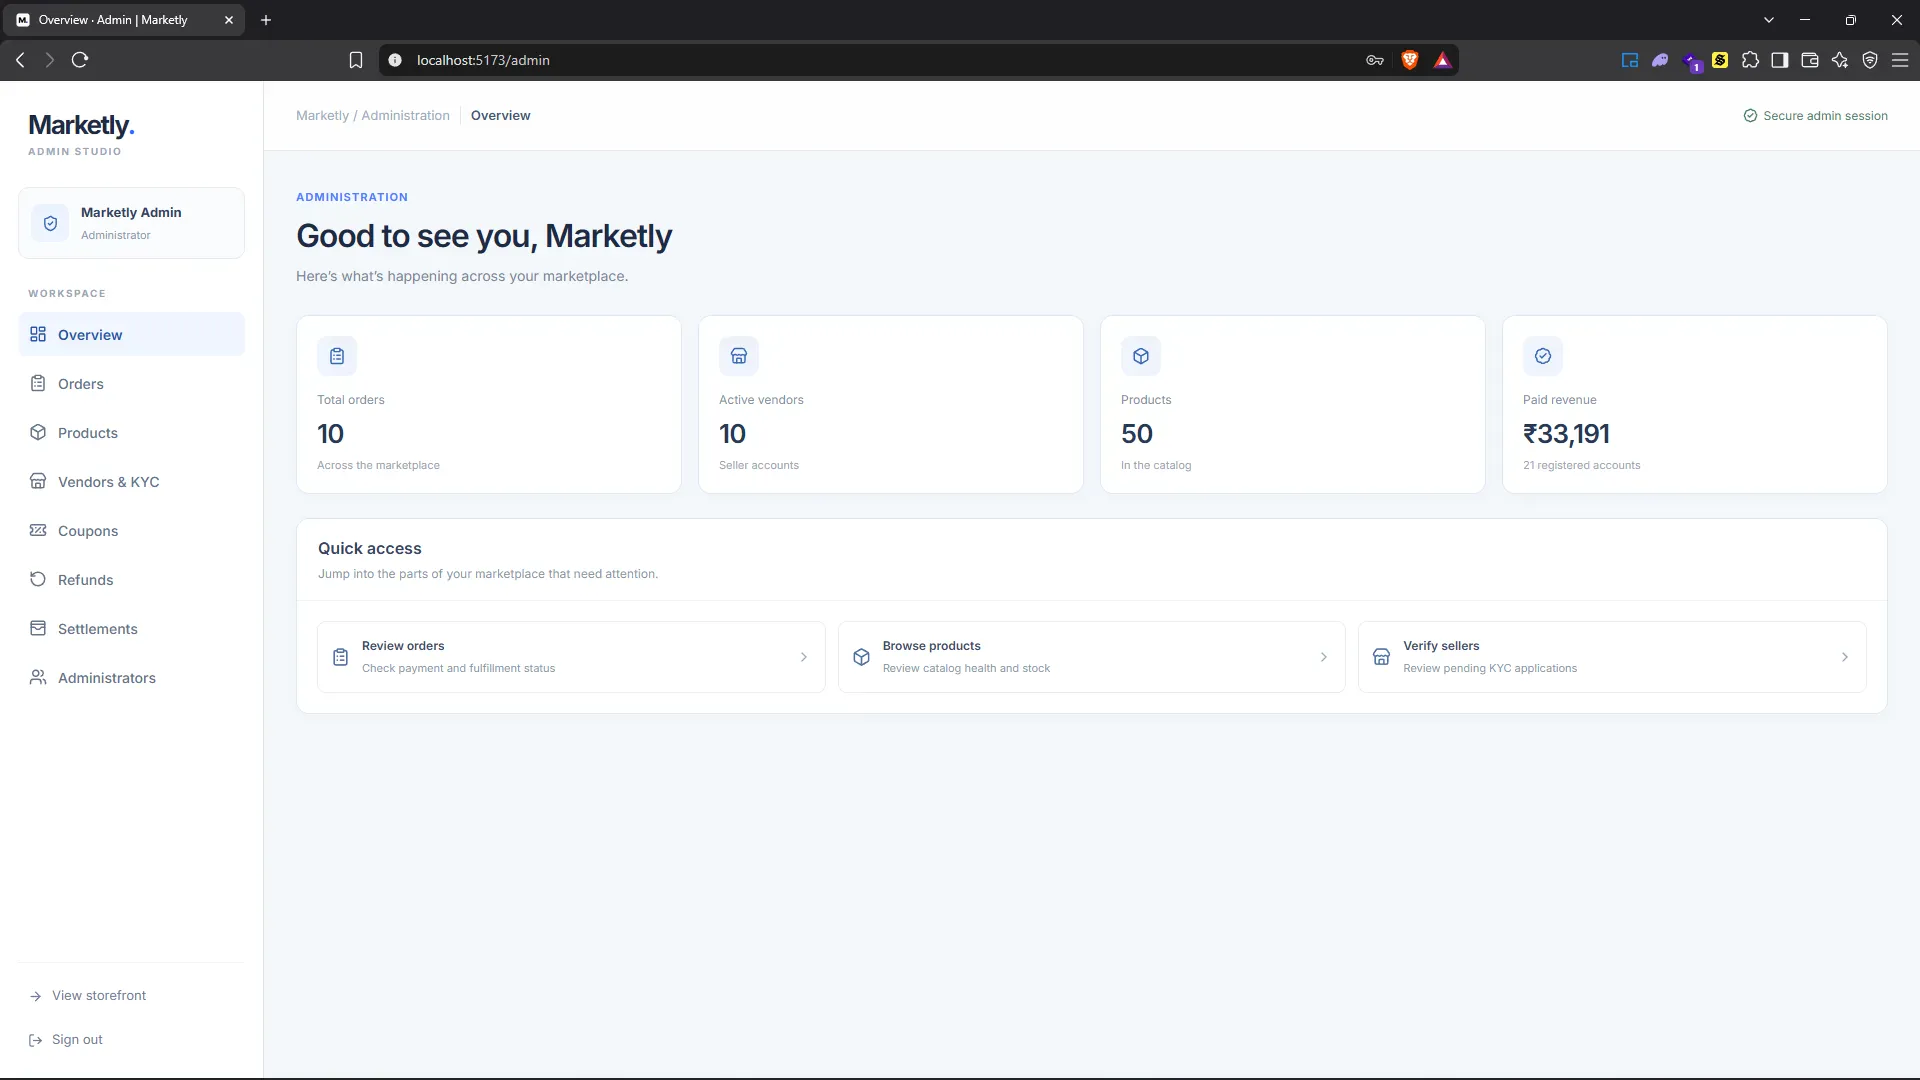 Overview · Admin | Marketly
localhost:5173/admin
1
Marketly.
ADMIN STUDIO
Marketly Admin
Administrator
WORKSPACE
Overview
Orders
Products
Vendors & KYC
Coupons
Refunds
Settlements
Administrators
View storefront
Sign out
Marketly / Administration
Overview
Secure admin session
ADMINISTRATION
Good to see you, Marketly
Here’s what’s happening across your marketplace.
Total orders
10
Across the marketplace
Active vendors
10
Seller accounts
Products
50
In the catalog
Paid revenue
₹33,191
21 registered accounts
Quick access
Jump into the parts of your marketplace that need attention.
Review orders
Check payment and fulfillment status
Browse products
Review catalog health and stock
Verify sellers
Review pending KYC applications